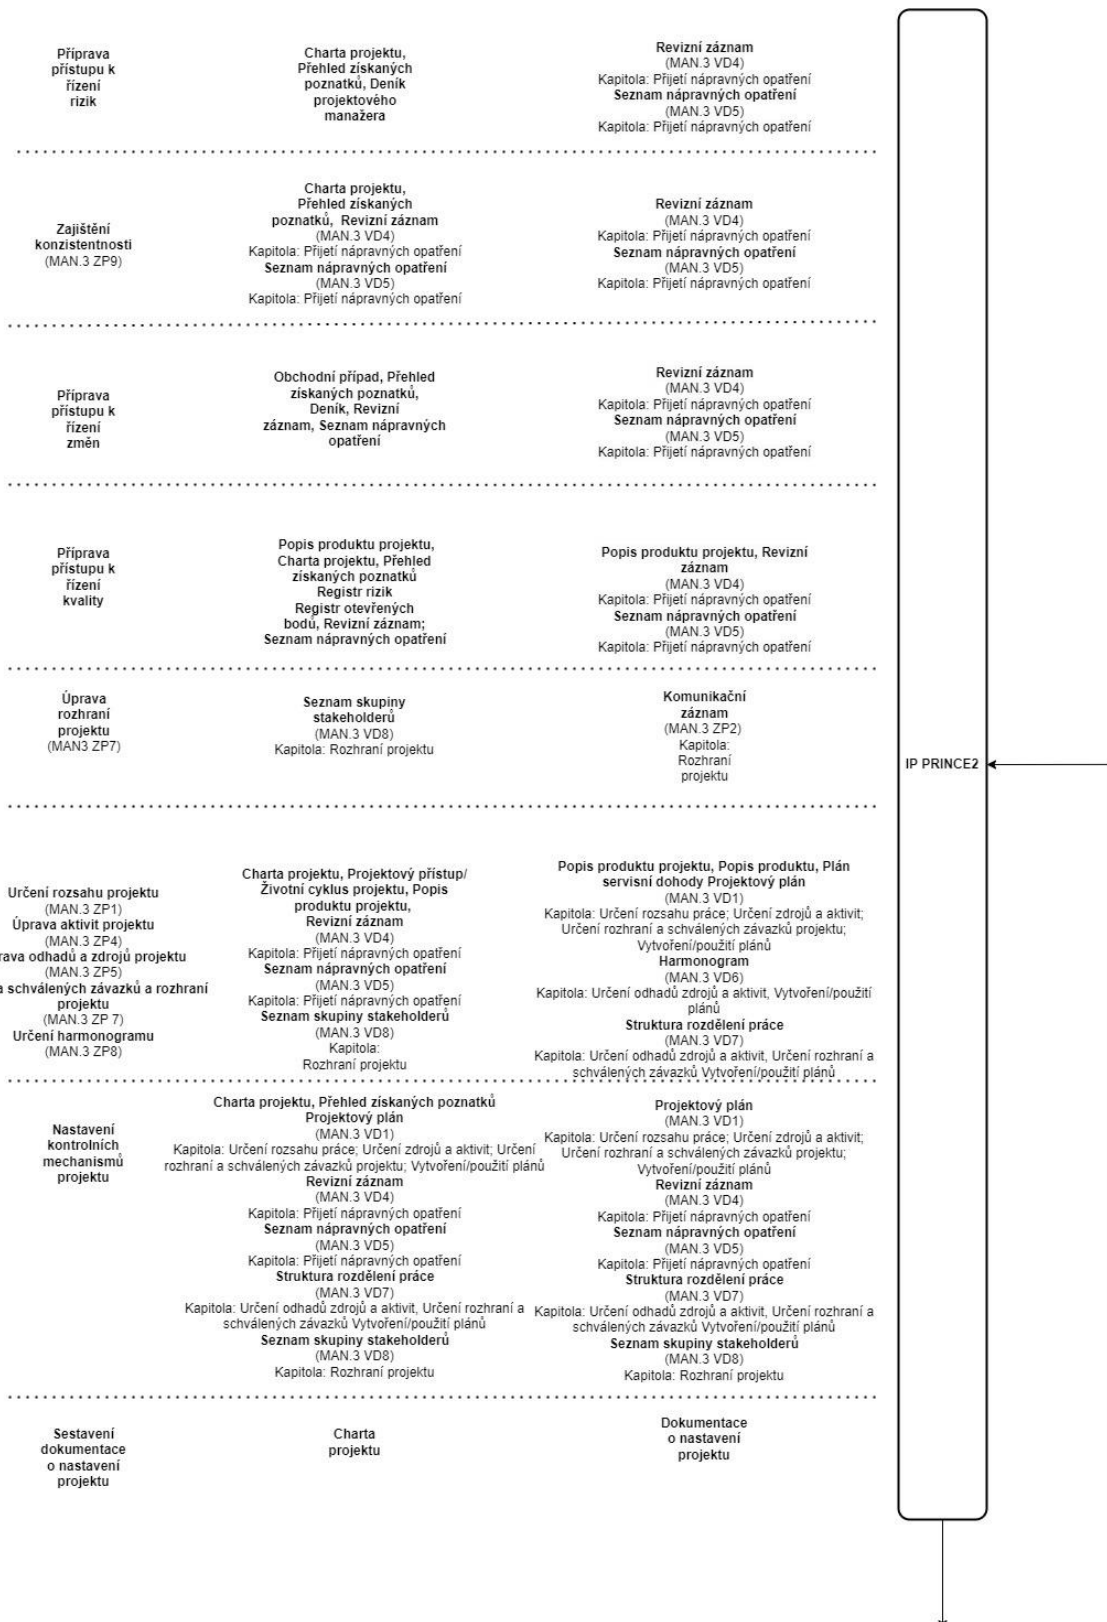 Příprava
přístupu k
řízení
rizik
Charta projektu,
Přehled získaných
poznatků, Deník
projektového
manažera
Revizní záznam
(MAN.3 VD4)
Kapitola: Přijetí nápravných opatření
Seznam nápravných opatření
(MAN.3 VD5)
Kapitola: Přijetí nápravných opatření
Zajištění
konzistentnosti
(MAN.3 ZP9)
Charta projektu,
Přehled získaných
poznatků, Revizní záznam
(MAN.3 VD4)
Kapitola: Přijetí nápravných opatření
Seznam nápravných opatření
(MAN.3 VD5)
Kapitola: Přijetí nápravných opatření
Revizní záznam
(MAN.3 VD4)
Kapitola: Přijetí nápravných opatření
Seznam nápravných opatření
(MAN.3 VD5)
Kapitola: Přijetí nápravných opatření
Příprava
přístupu k
řízení
změn
Obchodní případ, Přehled
získaných poznatků,
Deník, Revizní
záznam, Seznam nápravných
opatření
Revizní záznam
(MAN.3 VD4)
Kapitola: Přijetí nápravných opatření
Seznam nápravných opatření
(MAN.3 VD5)
Kapitola: Přijetí nápravných opatření
Příprava
přístupu k
řízení
kvality
Popis produktu projektu,
Charta projektu, Přehled
získaných poznatků
Registr rizik
Registr otevřených
bodů, Revizní záznam;
Seznam nápravných opatření
Popis produktu projektu, Revizní
záznam
(MAN.3 VD4)
Kapitola: Přijetí nápravných opatření
Seznam nápravných opatření
(MAN.3 VD5)
Kapitola: Přijetí nápravných opatření
Úprava
rozhraní
projektu
(MAN3 ZP7)
Seznam skupiny
stakeholderů
(MAN.3 VD8)
Kapitola: Rozhraní projektu
Komunikační
záznam
(MAN.3 ZP2)
Kapitola:
Rozhraní
projektu
IP PRINCE2
Určení rozsahu projektu
(MAN.3 ZP1)
Úprava aktivit projektu
(MAN.3 ZP4)
rava odhadů a zdrojů projektu
(MAN.3 ZP5)
a schválených závazků a rozhraní
projektu
(MAN.3 ZP 7)
Určení harmonogramu
(MAN.3 ZP8)
Charta projektu, Projektový přístup/
Životní cyklus projektu, Popis
produktu projektu,
Revizní záznam
(MAN.3 VD4)
Kapitola: Přijetí nápravných opatření
Seznam nápravných opatření
(MAN.3 VD5)
Kapitola: Přijetí nápravných opatření
Seznam skupiny stakeholderů
(MAN.3 VD8)
Kapitola:
Rozhraní projektu
Popis produktu projektu, Popis produktu, Plán
servisní dohody Projektový plán
(MAN.3 VD1)
Kapitola: Určení rozsahu práce; Určení zdrojů a aktivit;
Určení rozhraní a schválených závazků projektu;
Vytvoření/použití plánů
Harmonogram
(MAN.3 VD6)
Kapitola: Určení odhadů zdrojů a aktivit, Vytvoření/použití
plánů
Struktura rozdělení práce
(MAN.3 VD7)
Kapitola: Určení odhadů zdrojů a aktivit, Určení rozhraní a
schválených závazků Vytvoření/použití plánů
Nastavení
kontrolních
mechanismů
projektu
Charta projektu, Přehled získaných poznatků
Projektový plán
(MAN.3 VD1)
Kapitola: Určení rozsahu práce; Určení zdrojů a aktivit; Určení
rozhraní a schválených závazků projektu; Vytvoření/použití plánů
Revizní záznam
(MAN.3 VD4)
Kapitola: Přijetí nápravných opatření
Seznam nápravných opatření
(MAN.3 VD5)
Kapitola: Přijetí nápravných opatření
Struktura rozdělení práce
(MAN.3 VD7)
Kapitola: Určení odhadů zdrojů a aktivit, Určení rozhraní a
schválených závazků Vytvoření/použití plánů
Seznam skupiny stakeholderů
(MAN.3 VD8)
Kapitola: Rozhraní projektu
Projektový plán
(MAN.3 VD1)
Kapitola: Určení rozsahu práce; Určení zdrojů a aktivit;
Určení rozhraní a schválených závazků projektu;
Vytvoření/použití plánů
Revizní záznam
(MAN.3 VD4)
Kapitola: Přijetí nápravných opatření
Seznam nápravných opatření
(MAN.3 VD5)
Kapitola: Přijetí nápravných opatření
Struktura rozdělení práce
(MAN.3 VD7)
Kapitola: Určení odhadů zdrojů a aktivit, Určení rozhraní a
schválených závazků Vytvoření/použití plánů
Seznam skupiny stakeholderů
(MAN.3 VD8)
Kapitola: Rozhraní projektu
Sestavení
dokumentace
o nastavení
projektu
Charta
projektu
Dokumentace
o nastavení
projektu